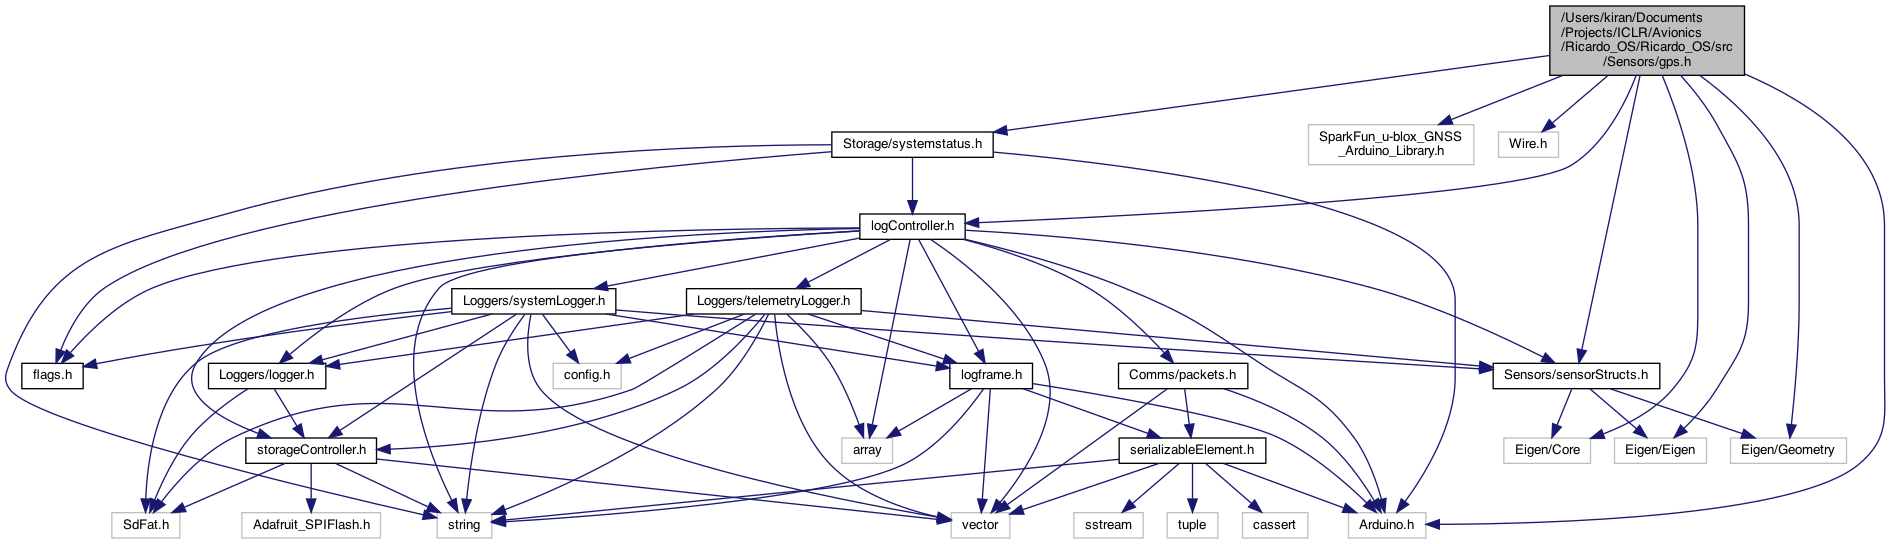 /Users/kiran/Documents
/Projects/ICLR/Avionics
/Ricardo_OS/Ricardo_OS/src
/Sensors/gps.h
Storage/systemstatus.h
SparkFun_u-blox_GNSS
_Arduino_Library.h
Wire.h
logController.h
Loggers/systemLogger.h
Loggers/telemetryLogger.h
flags.h
Loggers/logger.h
config.h
logframe.h
Comms/packets.h
Sensors/sensorStructs.h
storageController.h
array
serializableElement.h
Eigen/Core
Eigen/Eigen
Eigen/Geometry
SdFat.h
Adafruit_SPIFlash.h
string
vector
sstream
tuple
cassert
Arduino.h